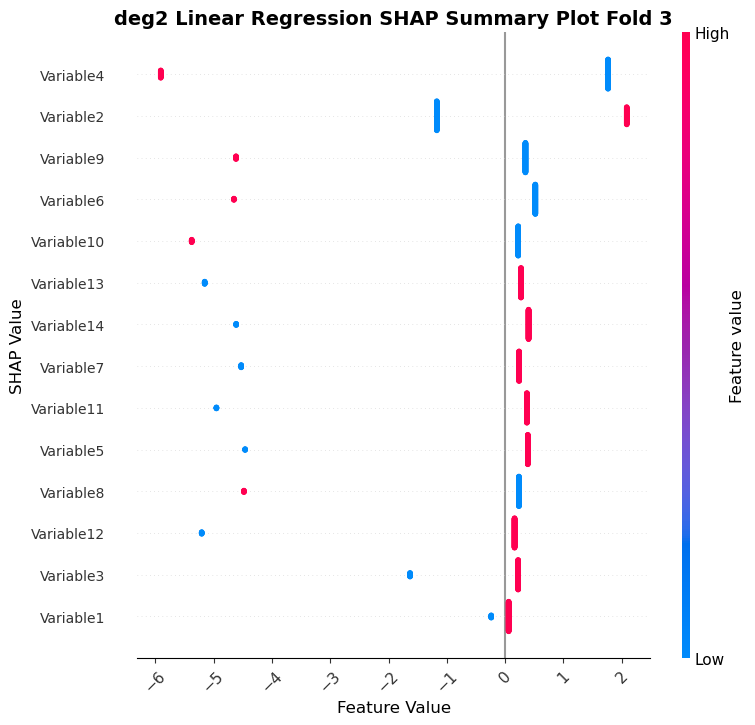 deg2 Linear Regression SHAP Summary Plot Fold 3
High
Variable4
Variable2
Variable9
Variable6
Variable10
Variable13
Variable14
Variable7
Variable11
Variable5
Variable8
Variable12
Variable3
Variable1
SHAP Value
Feature value
Low
−6 −5 −4 −3 −2 −1 0 1 2
Feature Value